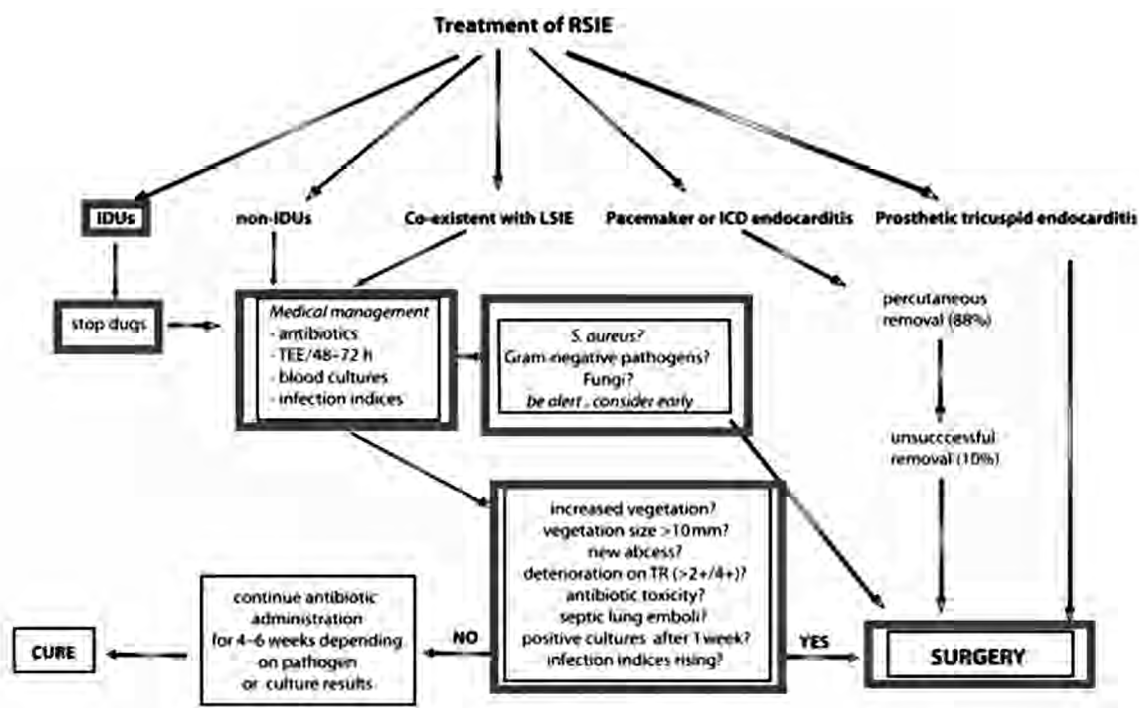 Treatment of RSIE
IDUs
non-IDUs
Co-existent with LSIE
Pacemaker or ICD endocarditis
Prosthetic tricuspid endocarditis
stop dugs
Medical management
- antibiotics
- TEE/48-72 h
- blood cultures
- infection indices
S. aureus?
Gram-negative pathogens?
Fungi?
be alert, consider early
percutaneous
removal (88%)
unsucccessful
removal (10%)
increased vegetation?
vegetation size >10 mm?
new abcess?
deterioration on TR (>2+/4+)?
antibiotic toxicity?
septic lung emboli?
positive cultures after 1 week?
infection indices rising?
NO
YES
continue antibiotic
administration
for 4-6 weeks depending
on pathogen
or culture results
CURE
SURGERY